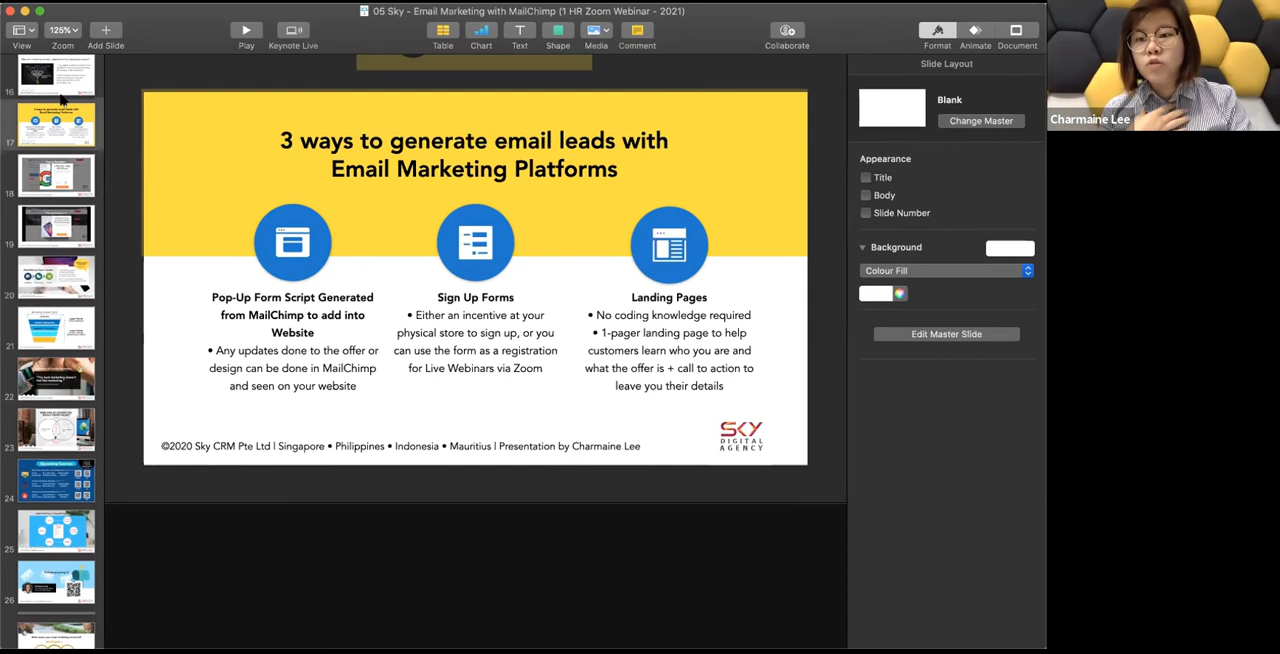 05 Sky - Email Marketing with MailChimp (1 HR Zoom Webinar - 2021)
125%
View Zoom Add Slide Play Keynote Live Table Chart Text Shape Media Comment Collaborate Format Animate Document
Slide Layout
Blank
Change Master
Appearance
Title
Body
Slide Number
Background
Colour Fill
Edit Master Slide
Charmaine Lee
16
17
18
19
20
21
22
23
24
25
26
3 ways to generate email leads with
Email Marketing Platforms
Pop-Up Form Script Generated
from MailChimp to add into
Website
• Any updates done to the offer or
design can be done in MailChimp
and seen on your website
Sign Up Forms
• Either an incentive at your
physical store to sign up, or you
can use the form as a registration
for Live Webinars via Zoom
Landing Pages
• No coding knowledge required
• 1-pager landing page to help
customers learn who you are and
what the offer is + call to action to
leave you their details
©2020 Sky CRM Pte Ltd | Singapore • Philippines • Indonesia • Mauritius | Presentation by Charmaine Lee
SKY
DIGITAL
AGENCY